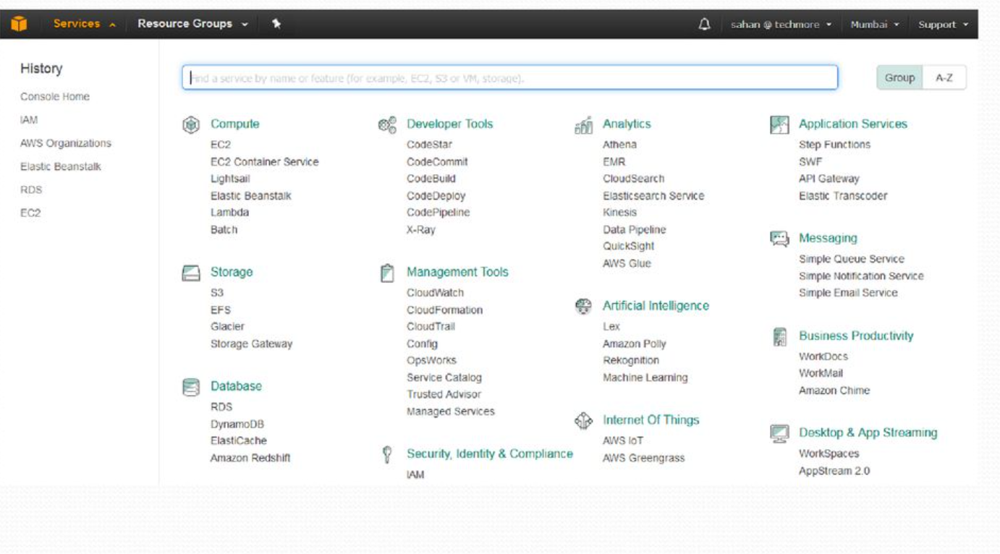 Services
Resource Groups
sahan @ techmore
Mumbai
Support
History
Console Home
IAM
AWS Organizations
Elastic Beanstalk
RDS
EC2
Find a service by name or feature (for example, EC2, S3 or VM, storage).
Group
A-Z
Compute
EC2
EC2 Container Service
Lightsail
Elastic Beanstalk
Lambda
Batch
Storage
S3
EFS
Glacier
Storage Gateway
Database
RDS
DynamoDB
ElastiCache
Amazon Redshift
Developer Tools
CodeStar
CodeCommit
CodeBuild
CodeDeploy
CodePipeline
X-Ray
Management Tools
CloudWatch
CloudFormation
CloudTrail
Config
OpsWorks
Service Catalog
Trusted Advisor
Managed Services
Security, Identity & Compliance
IAM
Analytics
Athena
EMR
CloudSearch
Elasticsearch Service
Kinesis
Data Pipeline
QuickSight
AWS Glue
Artificial Intelligence
Lex
Amazon Polly
Rekognition
Machine Learning
Internet Of Things
AWS IoT
AWS Greengrass
Application Services
Step Functions
SWF
API Gateway
Elastic Transcoder
Messaging
Simple Queue Service
Simple Notification Service
Simple Email Service
Business Productivity
WorkDocs
WorkMail
Amazon Chime
Desktop & App Streaming
WorkSpaces
AppStream 2.0